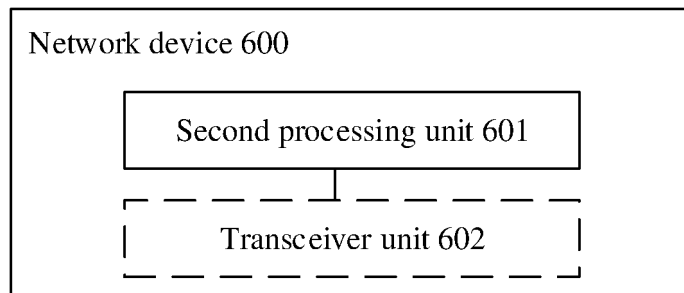 Network device 600
Second processing unit 601
Transceiver unit 602